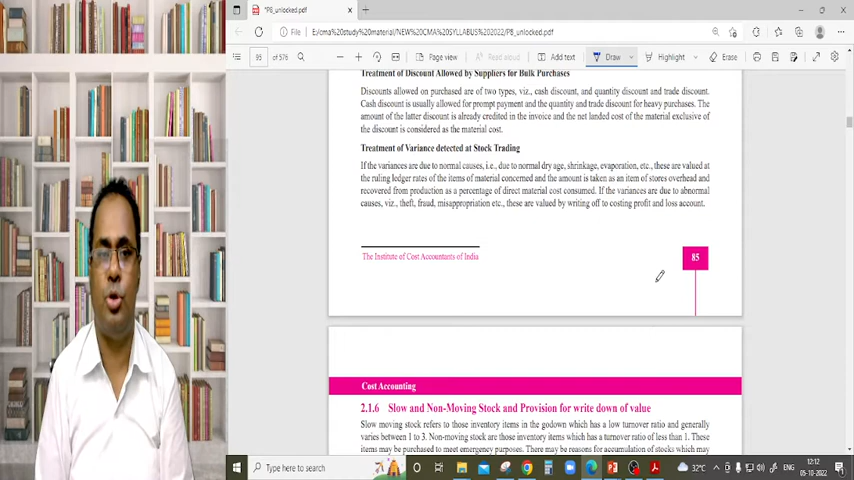 *P8_unlocked.pdf
File
E:/cma%20study%20material/NEW%20CMA%20SYLLABUS%202022/P8_unlocked.pdf
95 of 576
Page view
Read aloud
Add text
Draw
Highlight
Erase
Treatment of Discount Allowed by Suppliers for Bulk Purchases
Discounts allowed on purchased are of two types, viz., cash discount, and quantity discount and trade discount.
Cash discount is usually allowed for prompt payment and the quantity and trade discount for heavy purchases. The
amount of the latter discount is already credited in the invoice and the net landed cost of the material exclusive of
the discount is considered as the material cost.
Treatment of Variance detected at Stock Trading
If the variances are due to normal causes, i.e., due to normal dry age, shrinkage, evaporation, etc., these are valued at
the ruling ledger rates of the items of material concerned and the amount is taken as an item of stores overhead and
recovered from production as a percentage of direct material cost consumed. If the variances are due to abnormal
causes, viz., theft, fraud, misappropriation etc., these are valued by writing off to costing profit and loss account.
The Institute of Cost Accountants of India
85
Cost Accounting
2.1.6 Slow and Non-Moving Stock and Provision for write down of value
Slow moving stock refers to those inventory items in the godown which has a low turnover ratio and generally
varies between 1 to 3. Non-moving stock are those inventory items which has a turnover ratio of less than 1. These
items may be purchased to meet emergency purposes. There may be reasons for accumulation of stocks which may
Type here to search
32°C
12:12
05-10-2022